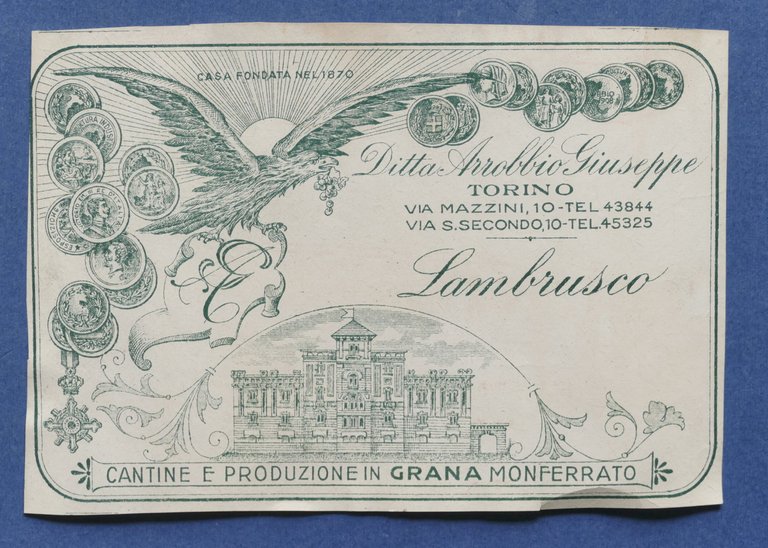 CASA FONDATA NEL 1870
Ditta Arrobbio Giuseppe
TORINO
VIA MAZZINI, 10 - TEL 43844
VIA S. SECONDO, 10 - TEL. 45325
Lambrusco
CANTINE E PRODUZIONE IN GRANA MONFERRATO